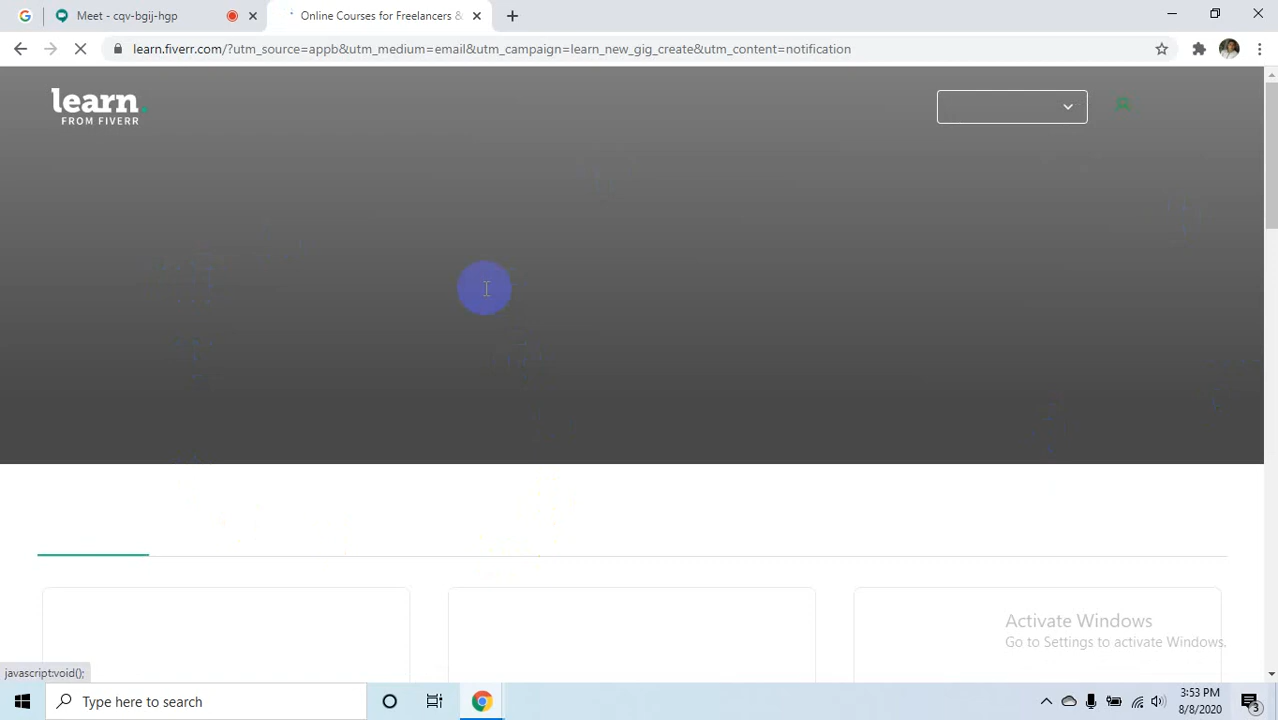 Meet - cqv-bgij-hgp
Online Courses for Freelancers &
learn.fiverr.com/?utm_source=appb&utm_medium=email&utm_campaign=learn_new_gig_create&utm_content=notification
learn.
FROM FIVERR
Activate Windows
Go to Settings to activate Windows.
javascript:void();
Type here to search
3:53 PM
8/8/2020
3